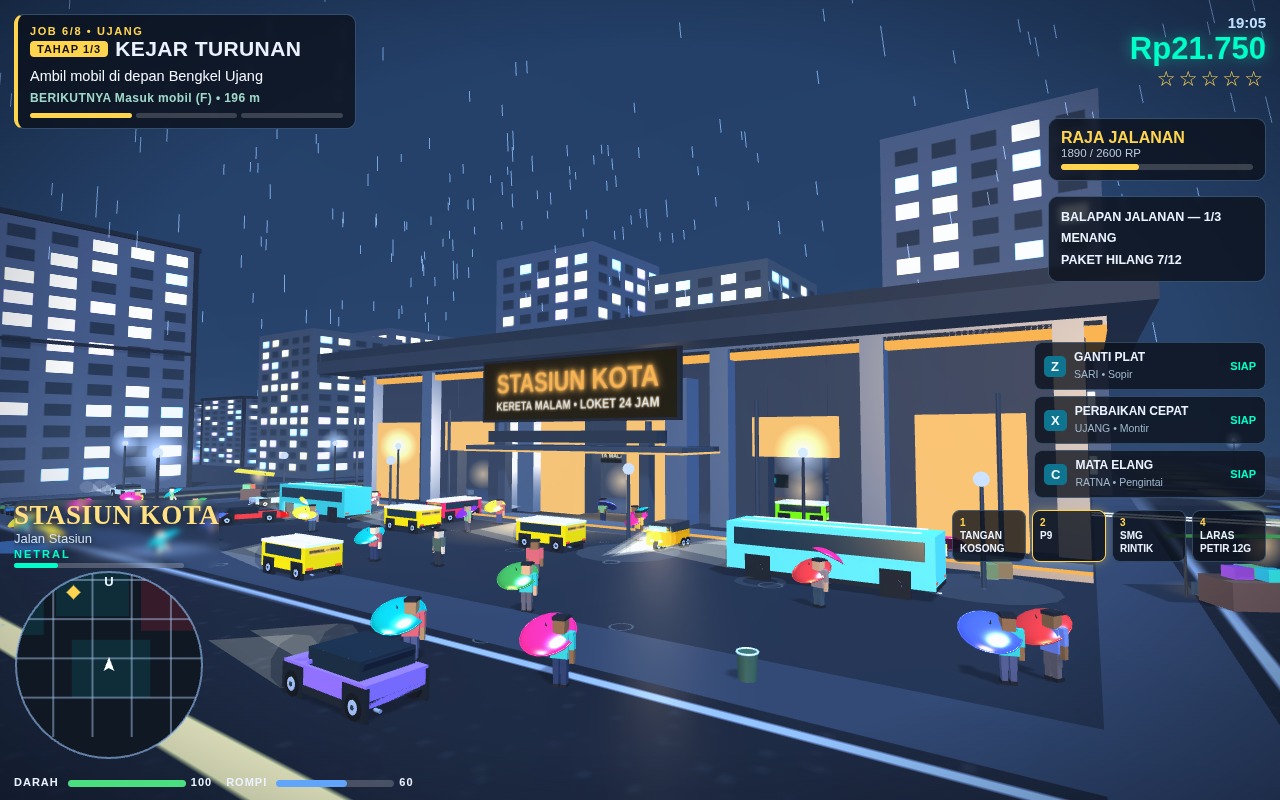 JOB 6/8 • UJANG
TAHAP 1/3 KEJAR TURUNAN
Ambil mobil di depan Bengkel Ujang
BERIKUTNYA Masuk mobil (F) • 196 m
19:05
Rp21.750
RAJA JALANAN
1890 / 2600 RP
BALAPAN JALANAN — 1/3
MENANG
PAKET HILANG 7/12
Z GANTI PLAT SIAP
SARI • Sopir
X PERBAIKAN CEPAT SIAP
UJANG • Montir
C MATA ELANG SIAP
RATNA • Pengintai
STASIUN KOTA
KERETA MALAM • LOKET 24 JAM
1 TANGAN KOSONG
2 P9
3 SMG RINTIK
4 LARAS PETIR 12G
STASIUN KOTA
Jalan Stasiun
NETRAL
U
DARAH 100 ROMPI 60